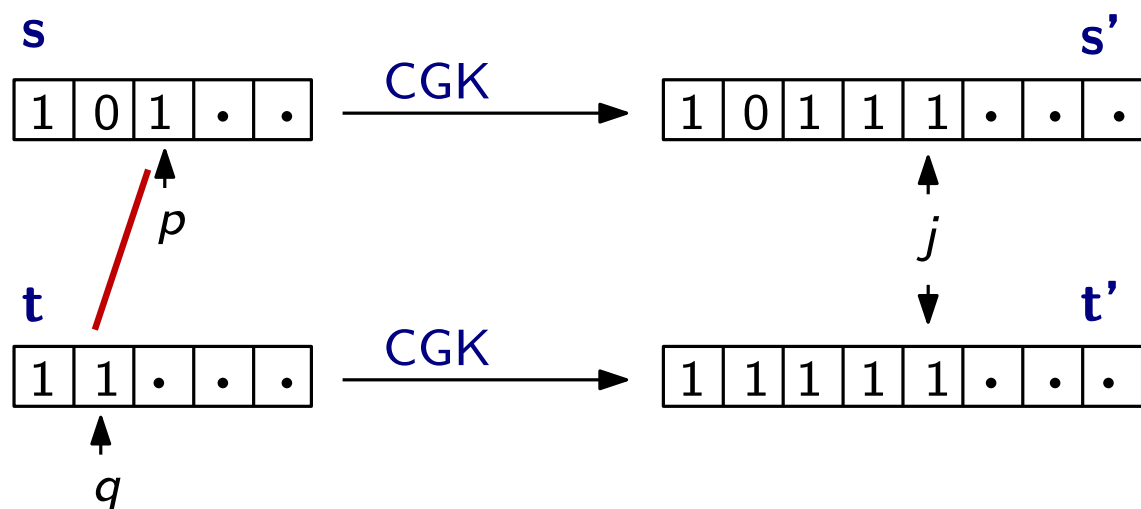 s CGK s’
1 0 1 • • 1 0 1 1 1 • • •
p j
t CGK t’
1 1 • • • 1 1 1 1 1 • • •
q